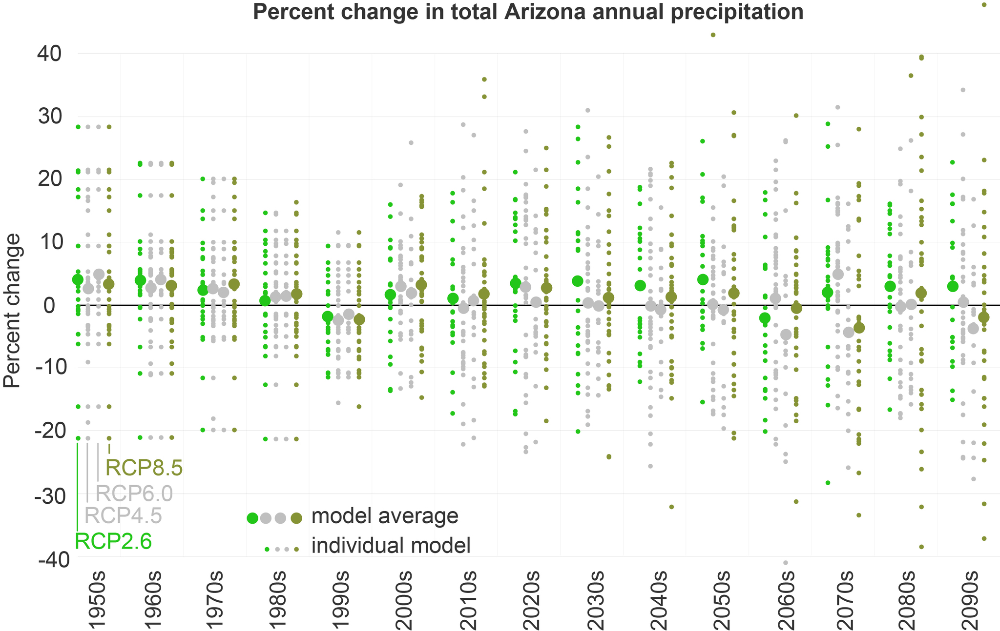 Percent change in total Arizona annual precipitation
Percent change
40
30
20
10
0
-10
-20
-30
-40
RCP8.5
RCP6.0
RCP4.5
RCP2.6
model average
individual model
1950s
1960s
1970s
1980s
1990s
2000s
2010s
2020s
2030s
2040s
2050s
2060s
2070s
2080s
2090s